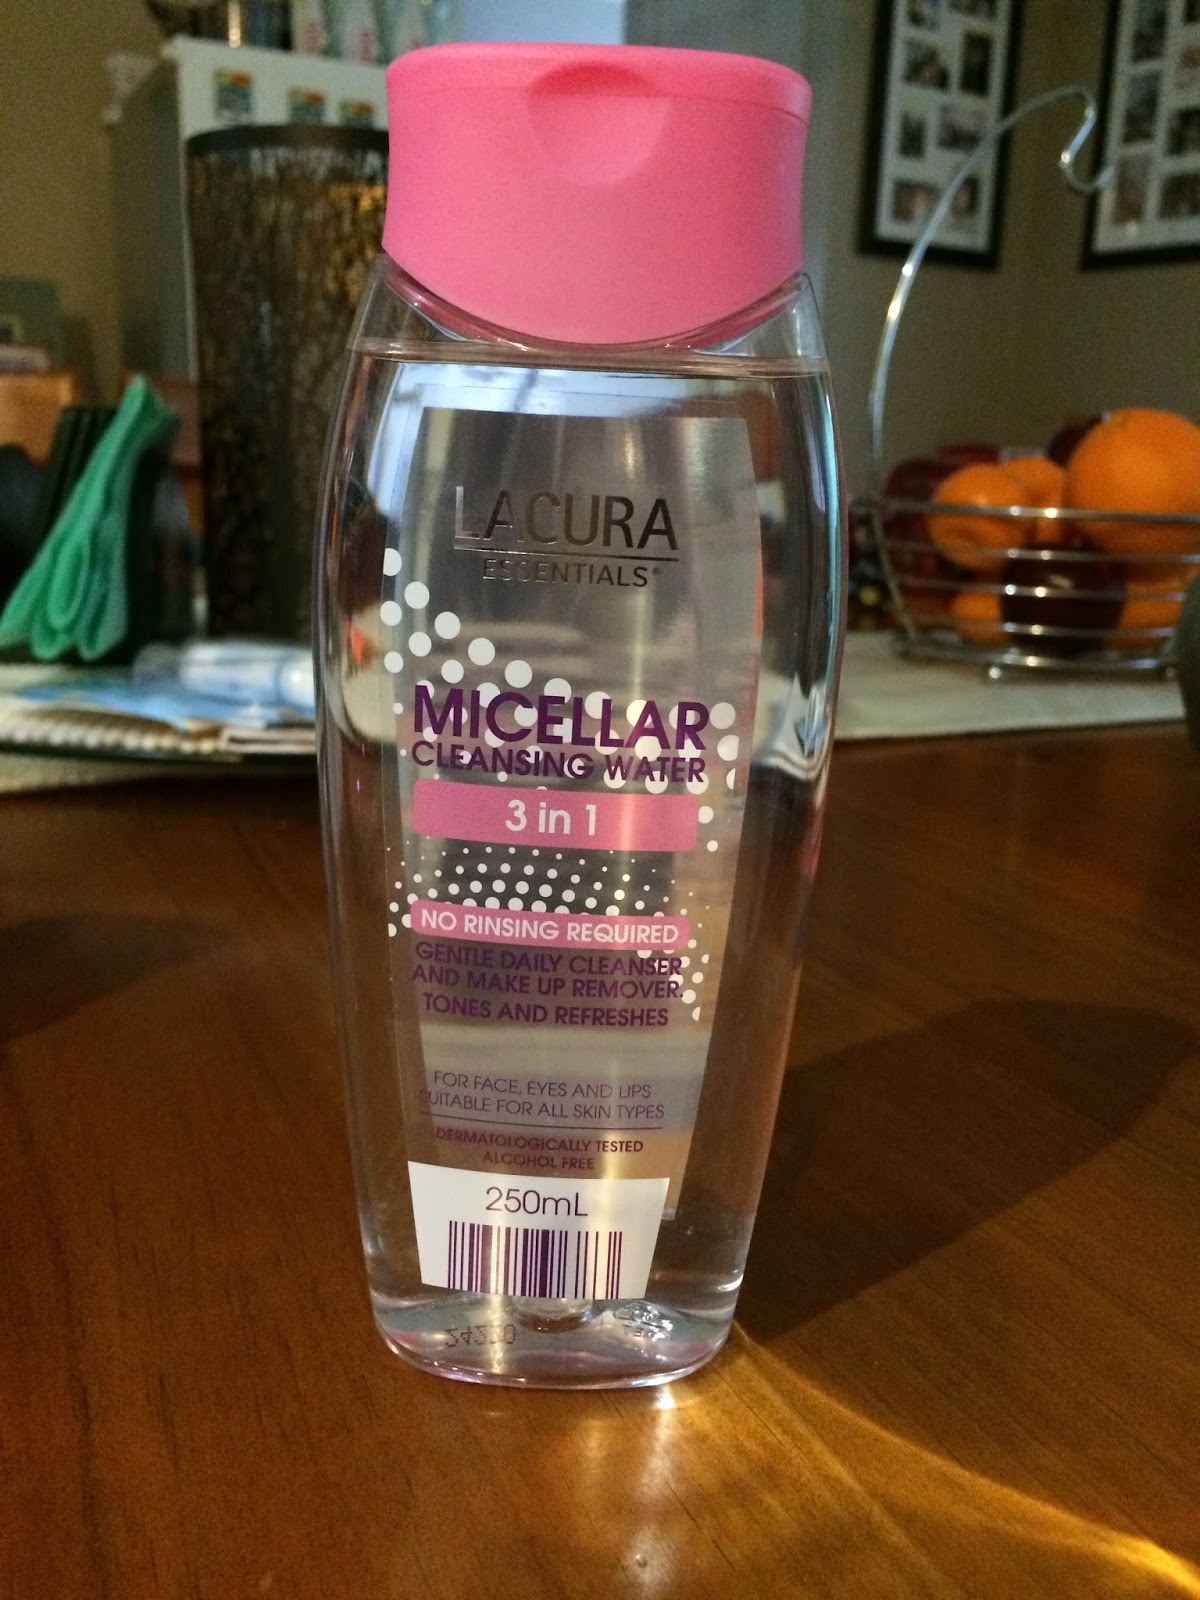 LACURA
ESSENTIALS®
MICELLAR
CLEANSING WATER
3 in 1
NO RINSING REQUIRED
GENTLE DAILY CLEANSER
AND MAKE UP REMOVER.
TONES AND REFRESHES
FOR FACE, EYES AND LIPS
SUITABLE FOR ALL SKIN TYPES
DERMATOLOGICALLY TESTED
ALCOHOL FREE
250mL